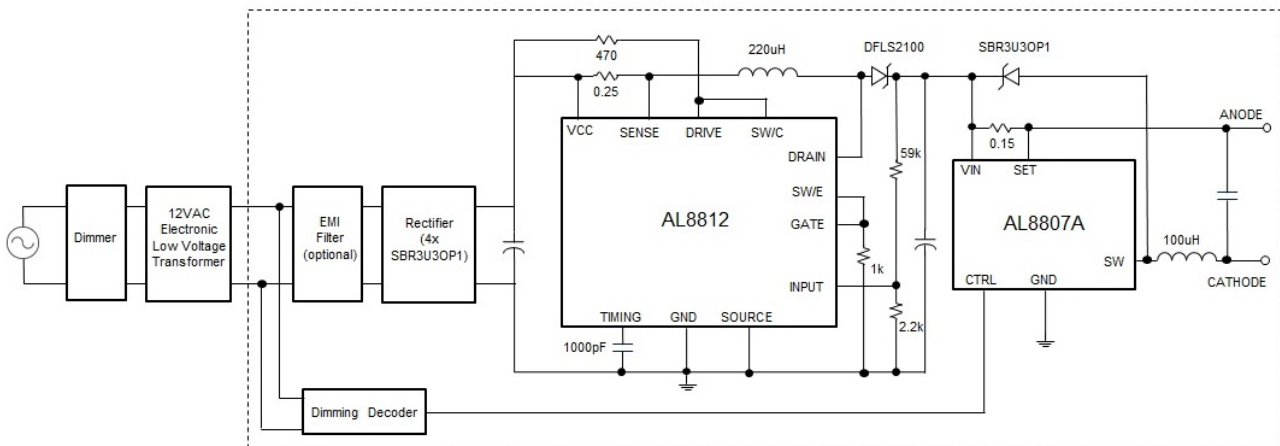 470
220uH
DFLS2100
SBR3U3OP1
0.25
VCC
SENSE
DRIVE
SW/C
ANODE
0.15
DRAIN
59k
VIN
SET
SW/E
AL8812
GATE
AL8807A
Dimmer
12VAC
Electronic
Low Voltage
Transformer
EMI
Filter
(optional)
Rectifier
(4x
SBR3U3OP1)
1k
100uH
SW
INPUT
CTRL
GND
CATHODE
TIMING
GND
SOURCE
2.2k
1000pF
Dimming Decoder